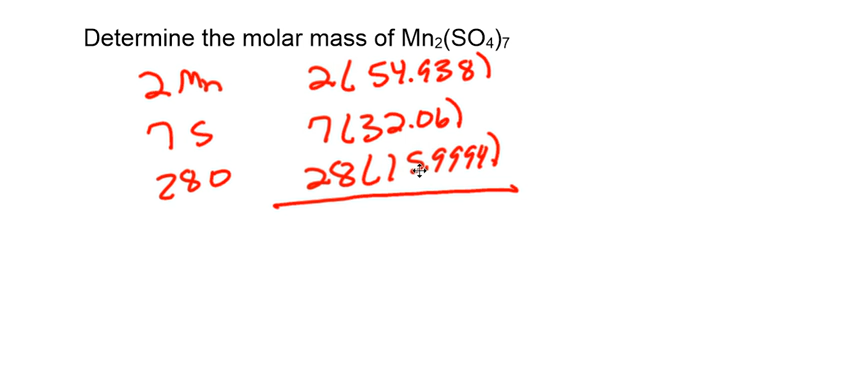 Determine the molar mass of Mn₂(SO₄)₇
2 Mn 2(54.938)
7 S 7(32.06)
28 O 28(15.9994)